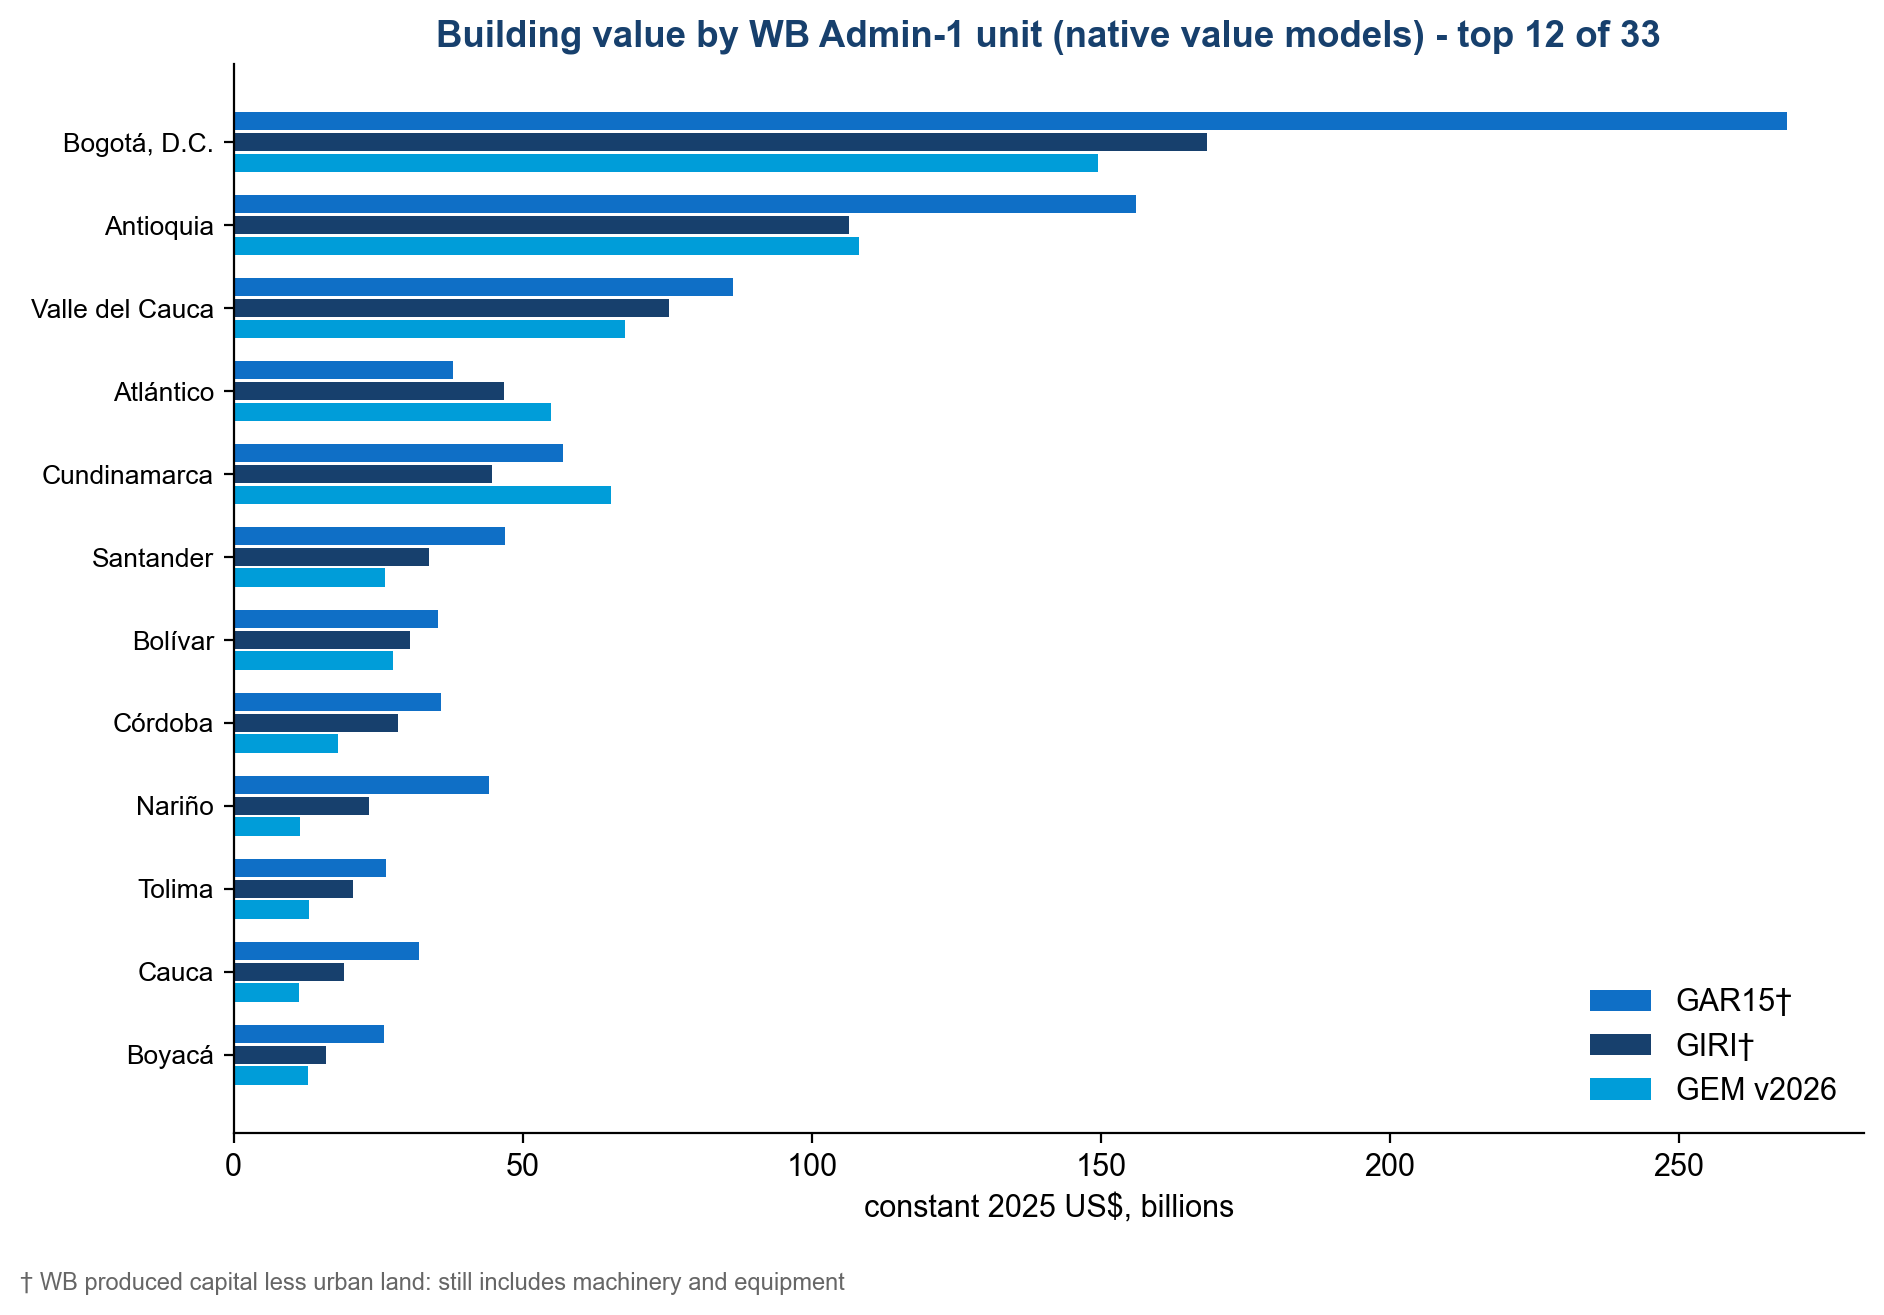 Building value by WB Admin-1 unit (native value models) - top 12 of 33
Bogotá, D.C.
Antioquia
Valle del Cauca
Atlántico
Cundinamarca
Santander
Bolívar
Córdoba
Nariño
Tolima
Cauca
Boyacá
GAR15†
GIRI†
GEM v2026
0 50 100 150 200 250
constant 2025 US$, billions
† WB produced capital less urban land: still includes machinery and equipment